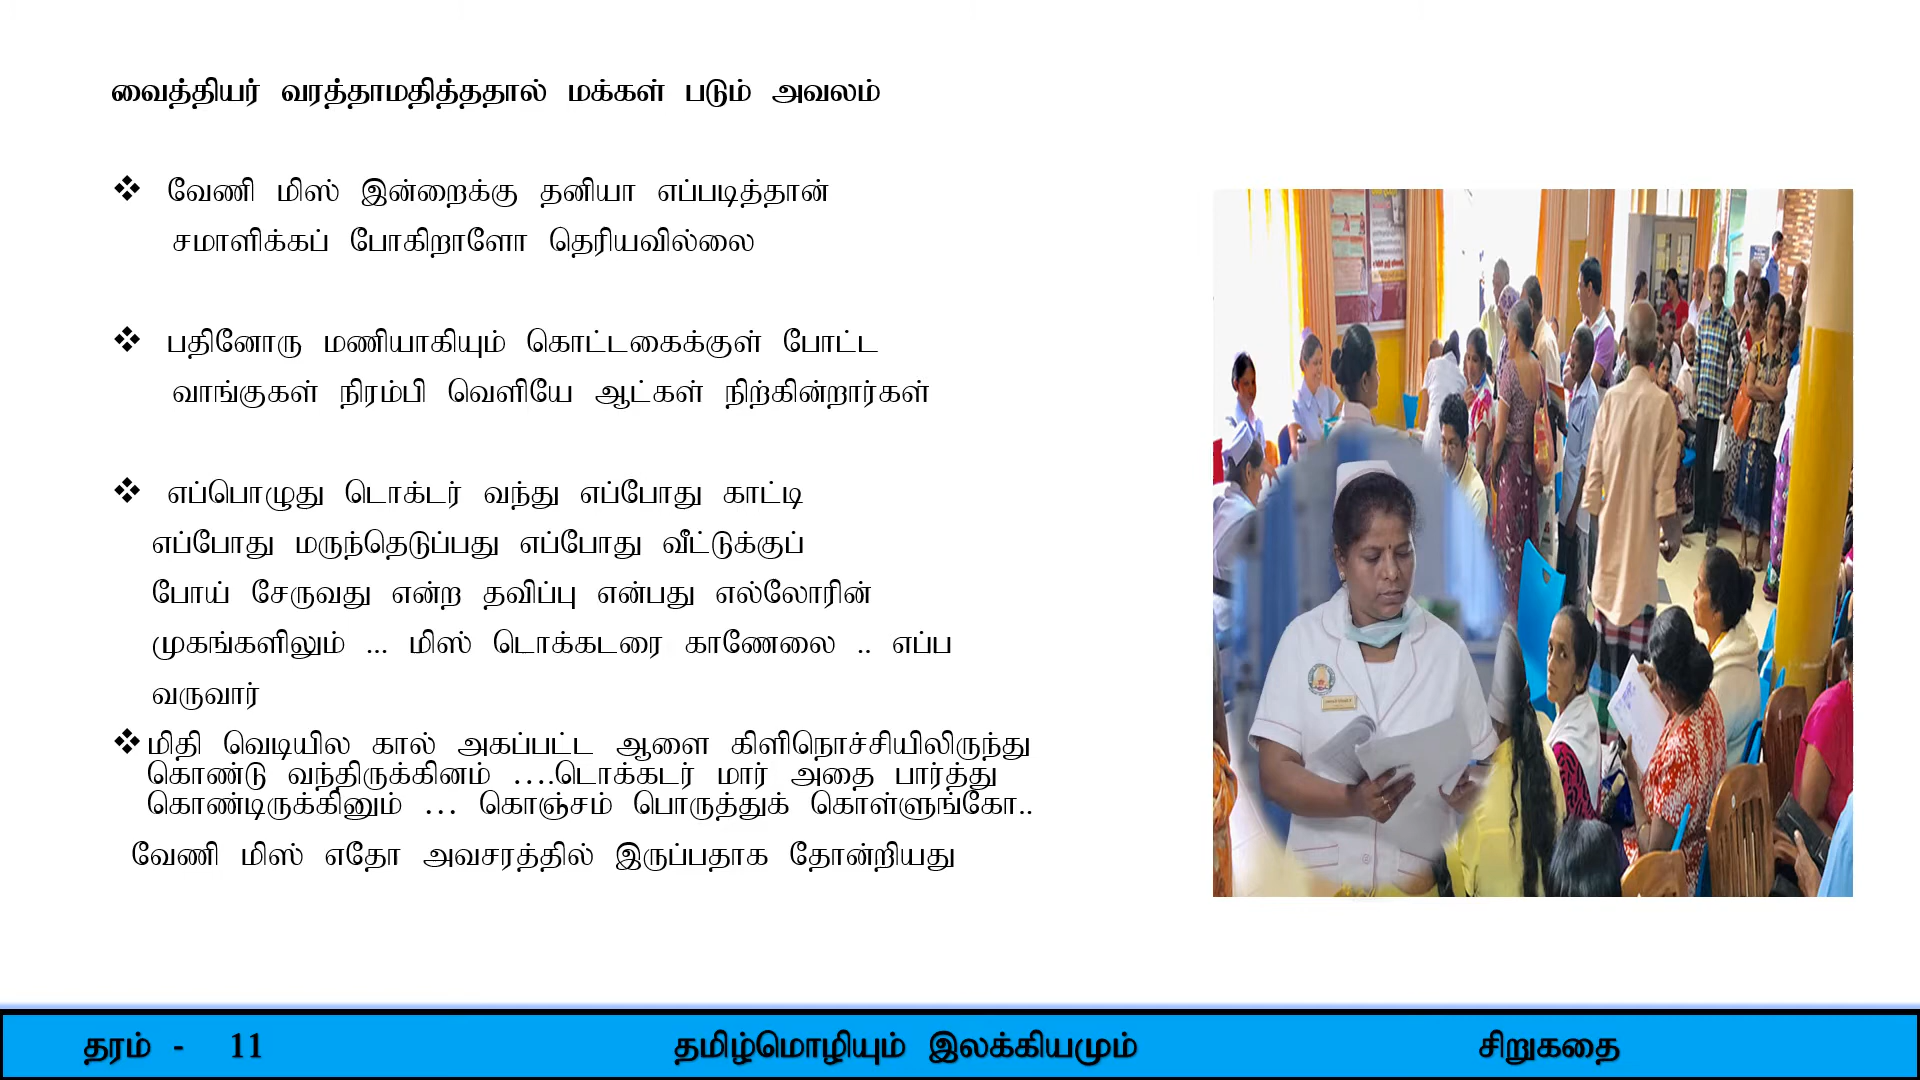 வைத்தியர் வரத்தாமதித்ததால் மக்கள் படும் அவலம்
❖ வேணி மிஸ் இன்றைக்கு தனியா எப்படித்தான்
சமாளிக்கப் போகிறாளோ தெரியவில்லை
❖ பதினோரு மணியாகியும் கொட்டகைக்குள் போட்ட
வாங்குகள் நிரம்பி வெளியே ஆட்கள் நிற்கின்றார்கள்
❖ எப்பொழுது டொக்டர் வந்து எப்போது காட்டி
எப்போது மருந்தெடுப்பது எப்போது வீட்டுக்குப்
போய் சேருவது என்ற தவிப்பு என்பது எல்லோரின்
முகங்களிலும் ... மிஸ் டொக்கடரை காணேலை .. எப்ப
வருவார்
❖ மிதி வெடியில கால் அகப்பட்ட ஆளை கிளிநொச்சியிலிருந்து
கொண்டு வந்திருக்கினம் ....டொக்கடர் மார் அதை பார்த்து
கொண்டிருக்கினும் ... கொஞ்சம் பொருத்துக் கொள்ளுங்கோ..
வேணி மிஸ் எதோ அவசரத்தில் இருப்பதாக தோன்றியது
தரம் - 11 தமிழ்மொழியும் இலக்கியமும் சிறுகதை